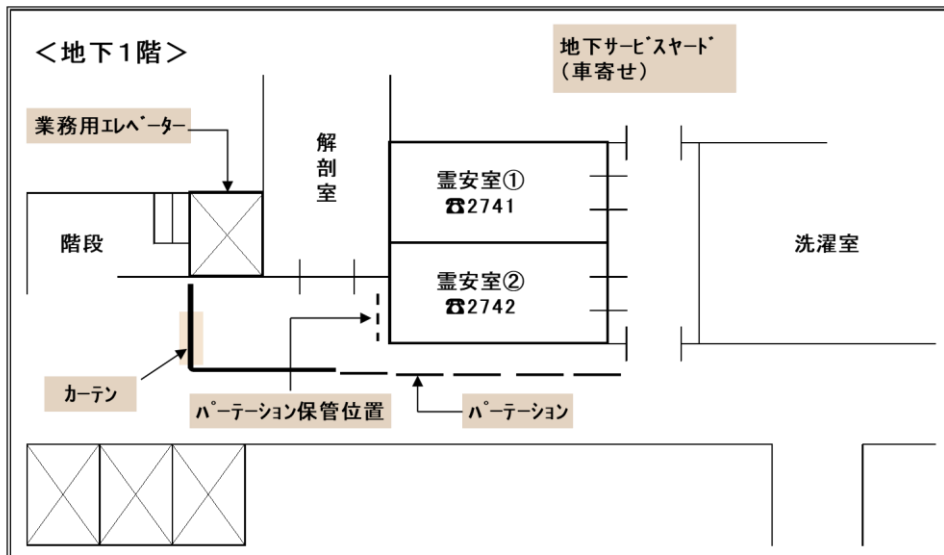 ＜地下１階＞
地下ｻｰﾋﾞｽﾔｰﾄﾞ
(車寄せ)
業務用ｴﾚﾍﾞｰﾀｰ
解剖室
霊安室①
☎2741
階段
洗濯室
霊安室②
☎2742
ｶｰﾃﾝ
ﾊﾟｰﾃｰｼｮﾝ保管位置
ﾊﾟｰﾃｰｼｮﾝ